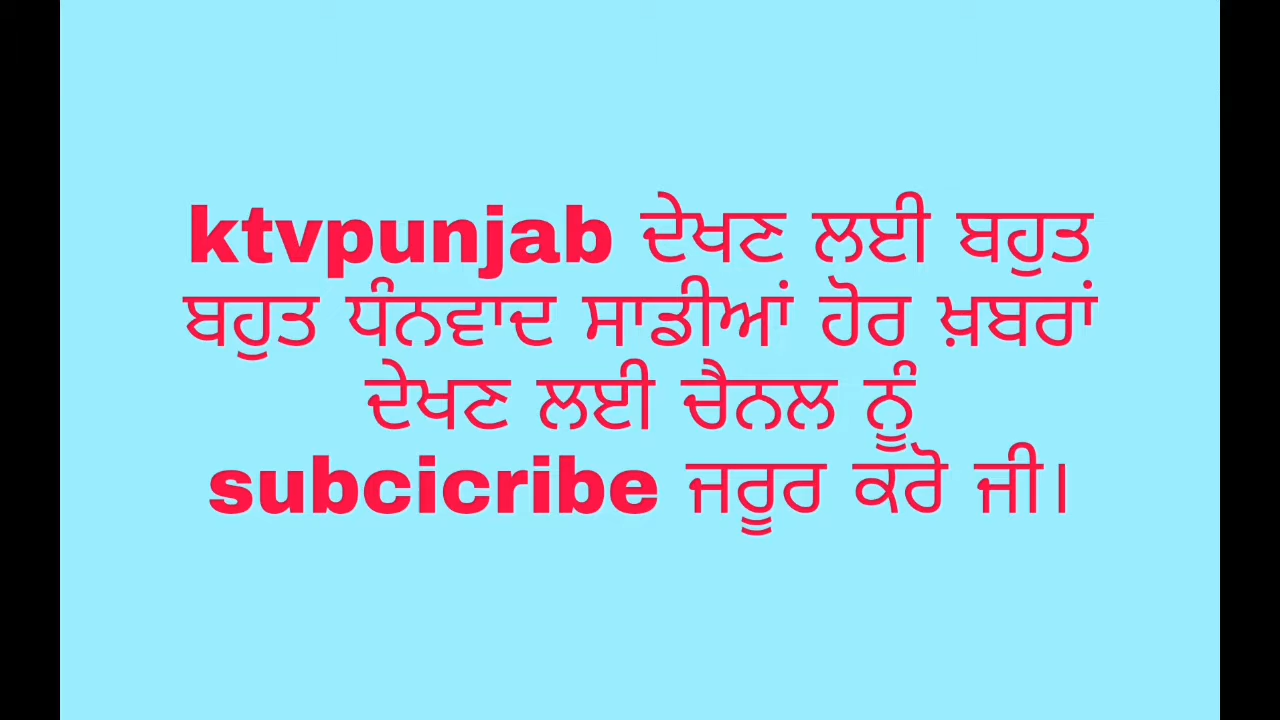 ktvpunjab ਦੇਖਣ ਲਈ ਬਹੁਤ
ਬਹੁਤ ਧੰਨਵਾਦ ਸਾਡੀਆਂ ਹੋਰ ਖ਼ਬਰਾਂ
ਦੇਖਣ ਲਈ ਚੈਨਲ ਨੂੰ
subcicribe ਜਰੂਰ ਕਰੋ ਜੀ।